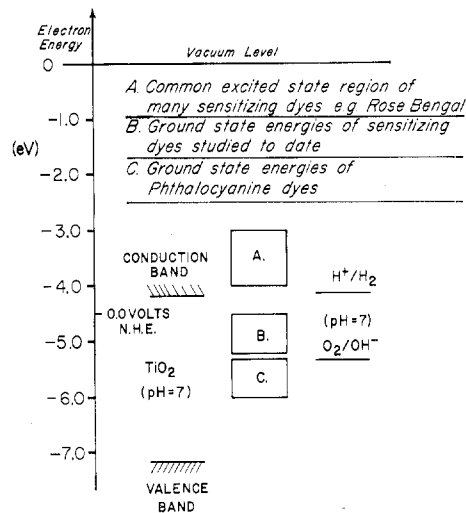 Electron
Energy
Vacuum Level
0
A. Common excited state region of
many sensitizing dyes e.g. Rose Bengal
-1.0
B. Ground state energies of sensitizing
dyes studied to date
(eV)
-2.0
C. Ground state energies of
Phthalocyanine dyes
-3.0
CONDUCTION
BAND
A.
H+/H2
-4.0
0.0 VOLTS
N.H.E.
(pH=7)
B.
-5.0
O2/OH-
TiO2
(pH=7)
C.
-6.0
-7.0
VALENCE
BAND